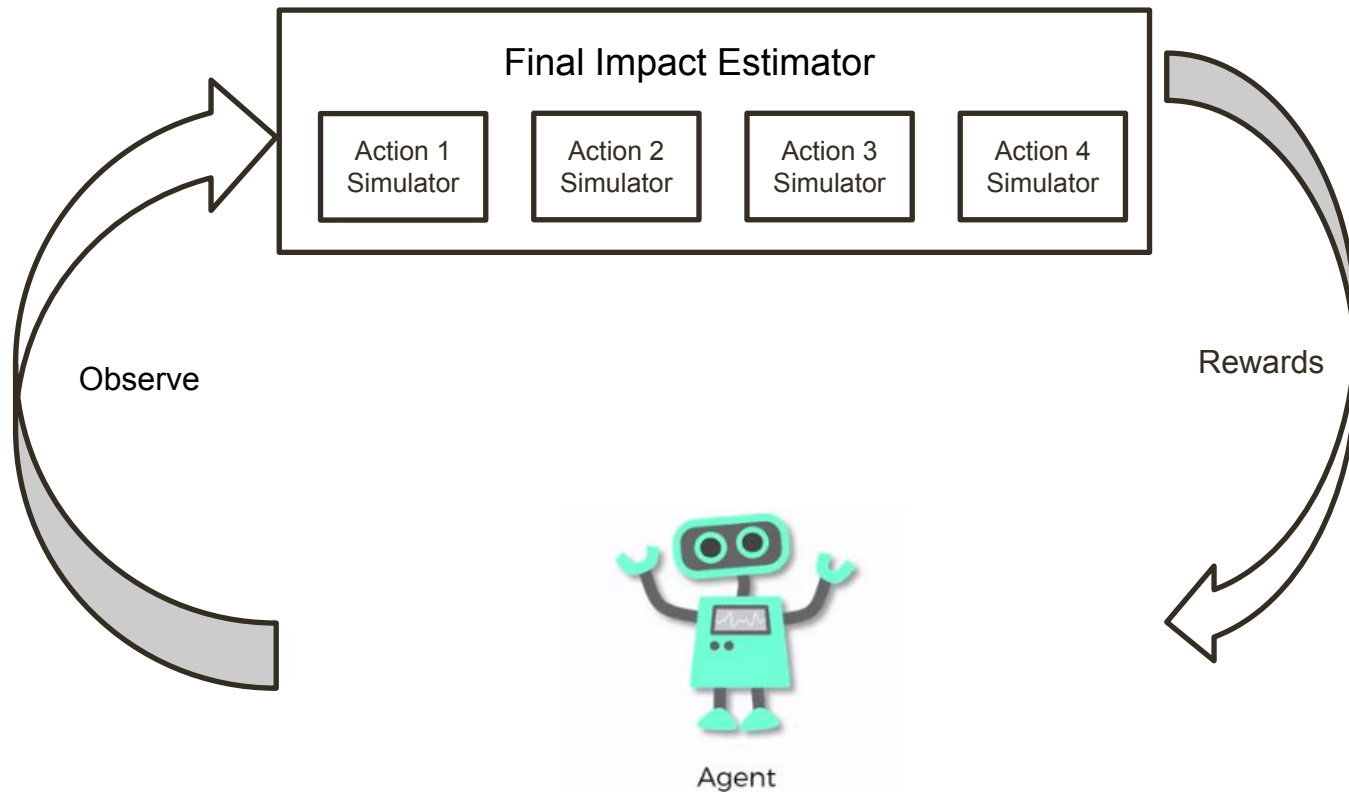 Final Impact Estimator
Action 1
Simulator
Action 2
Simulator
Action 3
Simulator
Action 4
Simulator
Observe
Rewards
Agent